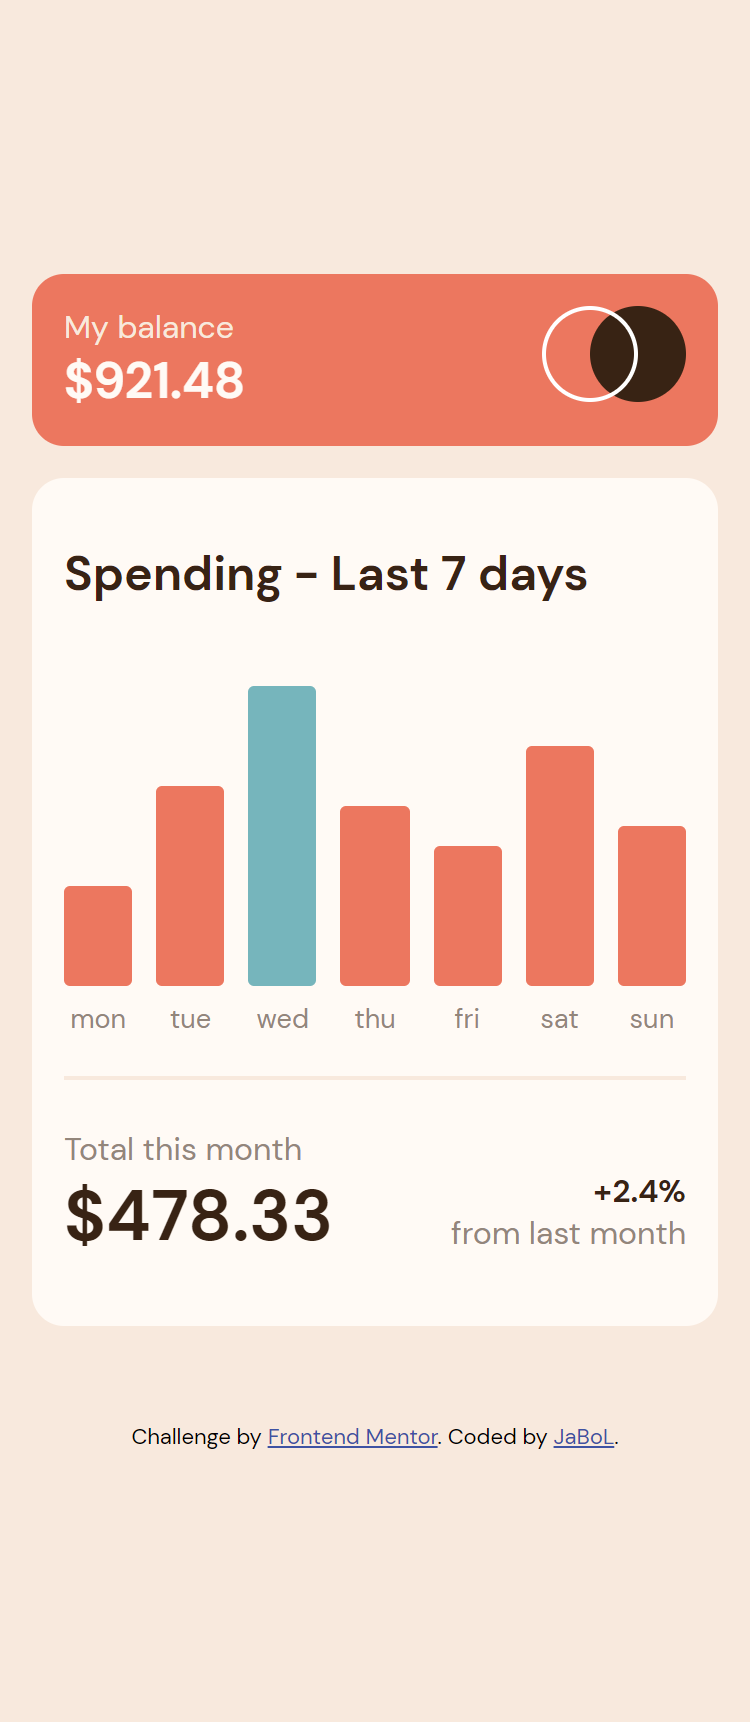 My balance
$921.48
Spending - Last 7 days
mon tue wed thu fri sat sun
Total this month
$478.33
+2.4%
from last month
Challenge by Frontend Mentor. Coded by JaBoL.